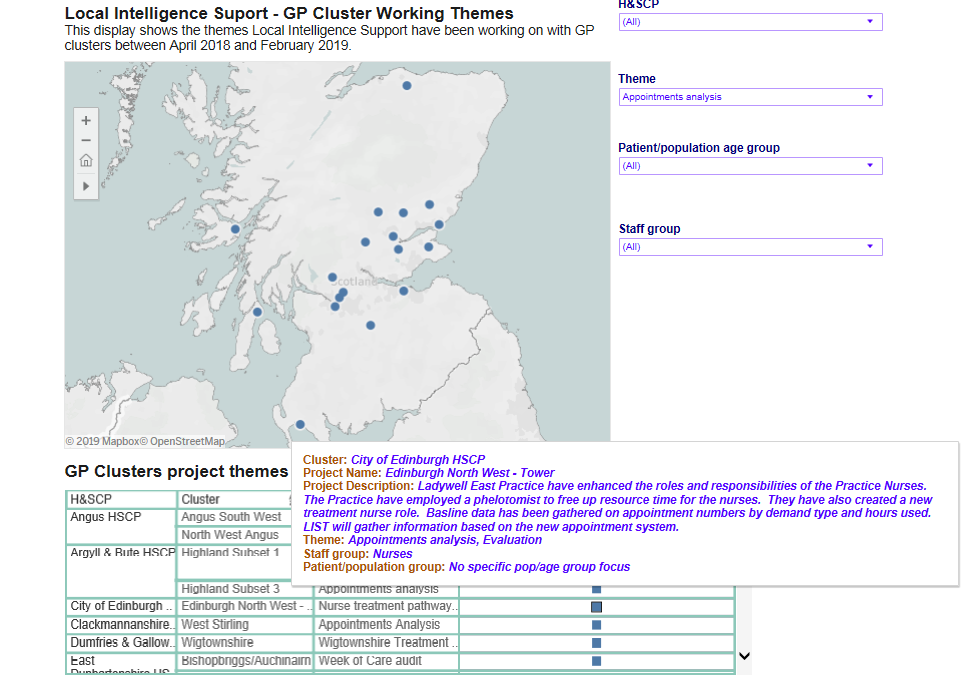 H&SCP
Local Intelligence Suport - GP Cluster Working Themes
(All)
This display shows the themes Local Intelligence Support have been working on with GP
clusters between April 2018 and February 2019.
Theme
Appointments analysis
Patient/population age group
(All)
Staff group
(All)
Scotland
© 2019 Mapbox© OpenStreetMap
Cluster: City of Edinburgh HSCP
Project Name: Edinburgh North West - Tower
Project Description: Ladywell East Practice have enhanced the roles and responsibilities of the Practice Nurses.
The Practice have employed a phelotomist to free up resource time for the nurses. They have also created a new
treatment nurse role. Basline data has been gathered on appointment numbers by demand type and hours used.
LIST will gather information based on the new appointment system.
Theme: Appointments analysis, Evaluation
Staff group: Nurses
Patient/population group: No specific pop/age group focus
GP Clusters project themes
H&SCP Cluster
Angus HSCP Angus South West
North West Angus
Argyll & Bute HSCP Highland Subset 1
Highland Subset 3 Appointments analysis
City of Edinburgh .. Edinburgh North West - .. Nurse treatment pathway..
Clackmannanshire.. West Stirling Appointments Analysis
Dumfries & Gallow.. Wigtownshire Wigtownshire Treatment ..
East Bishopbriggs/Auchinairn Week of Care audit
Dunbartonshire HS..